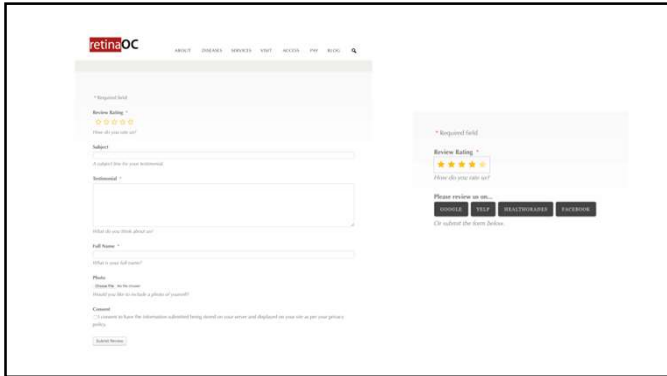 retinaOC
ABOUT DISEASES SERVICES VISIT ACCESS PAY BLOG
* Required field
Review Rating *
How do you rate us?
Subject
A subject line for your testimonial.
Testimonial *
What do you think about us?
Full Name *
What is your full name?
Photo
Choose File No file chosen
Would you like to include a photo of yourself?
Consent
I consent to have the information submitted being stored on your server and displayed on your site as per your privacy
policy.
Submit Review
* Required field
Review Rating *
How do you rate us?
Please review us on...
GOOGLE YELP HEALTHGRADES FACEBOOK
Or submit the form below.